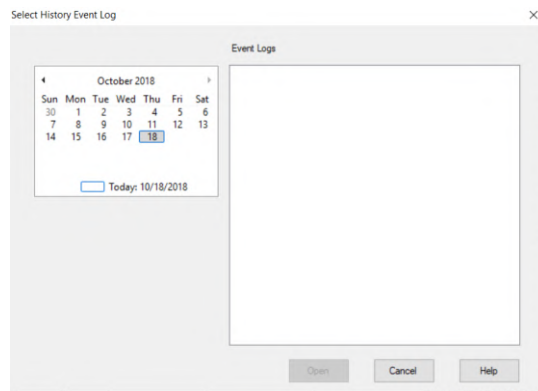 Select History Event Log
Event Logs
October 2018
Sun Mon Tue Wed Thu Fri Sat
30 1 2 3 4 5 6
7 8 9 10 11 12 13
14 15 16 17 18
Today: 10/18/2018
Open Cancel Help